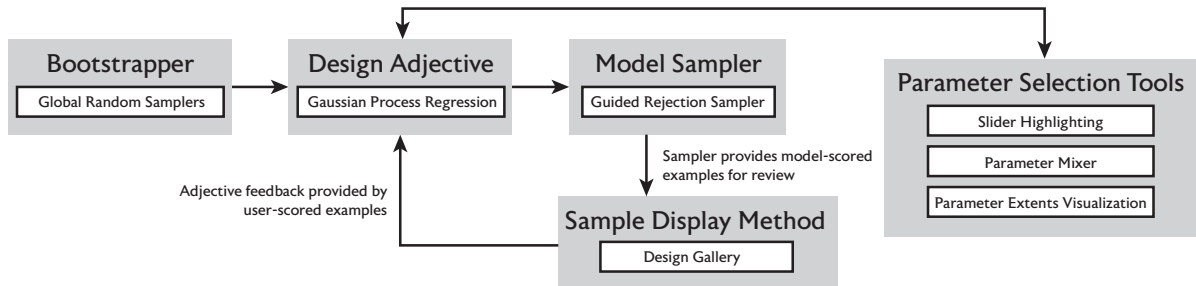 Bootstrapper
Global Random Samplers
Design Adjective
Gaussian Process Regression
Model Sampler
Guided Rejection Sampler
Parameter Selection Tools
Slider Highlighting
Parameter Mixer
Parameter Extents Visualization
Sampler provides model-scored
examples for review
Adjective feedback provided by
user-scored examples
Sample Display Method
Design Gallery